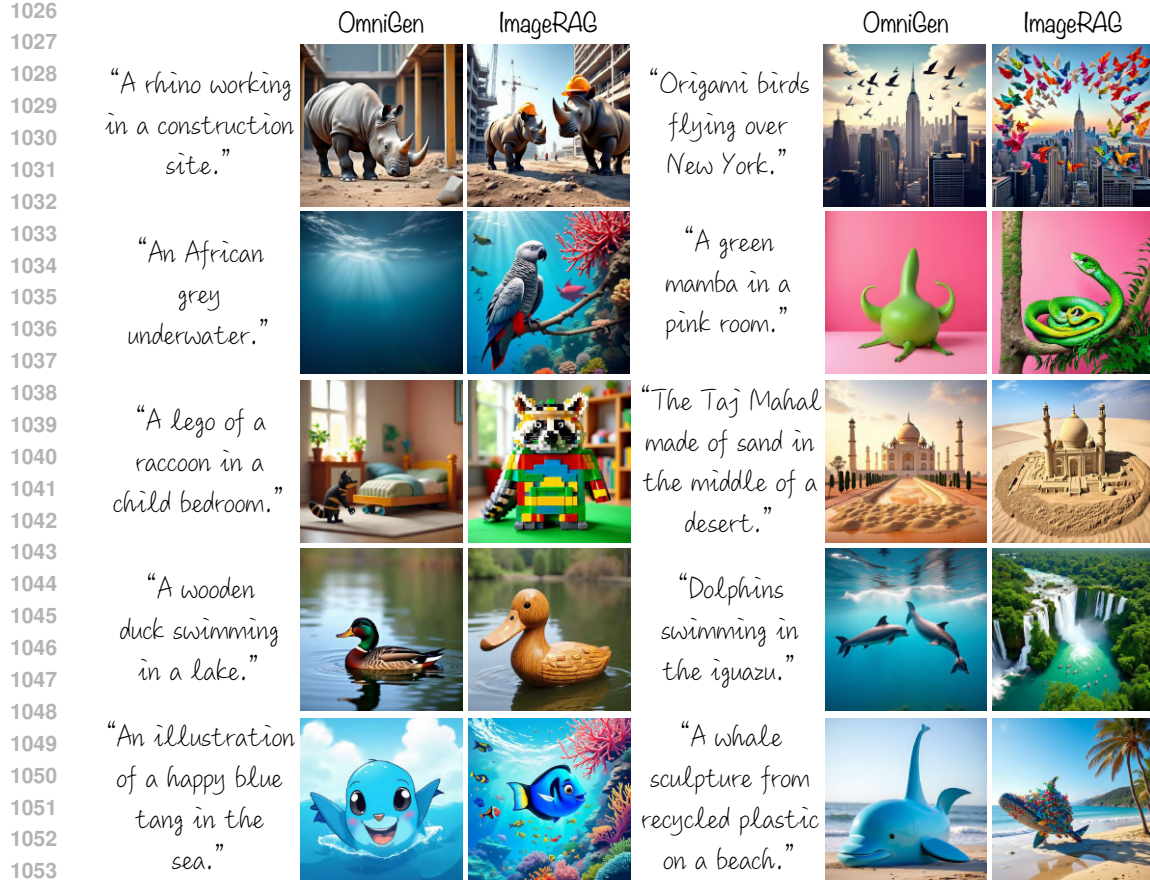 1026
1027
1028
1029
1030
1031
1032
1033
1034
1035
1036
1037
1038
1039
1040
1041
1042
1043
1044
1045
1046
1047
1048
1049
1050
1051
1052
1053
OmniGen ImageRAG OmniGen ImageRAG
“A rhino working
in a construction
site.”
“Origami birds
flying over
New York.”
“An African
grey
underwater.”
“A green
mamba in a
pink room.”
“A lego of a
raccoon in a
child bedroom.”
“The Taj Mahal
made of sand in
the middle of a
desert.”
“A wooden
duck swimming
in a lake.”
“Dolphins
swimming in
the iguazu.”
“An illustration
of a happy blue
tang in the
sea.”
“A whale
sculpture from
recycled plastic
on a beach.”